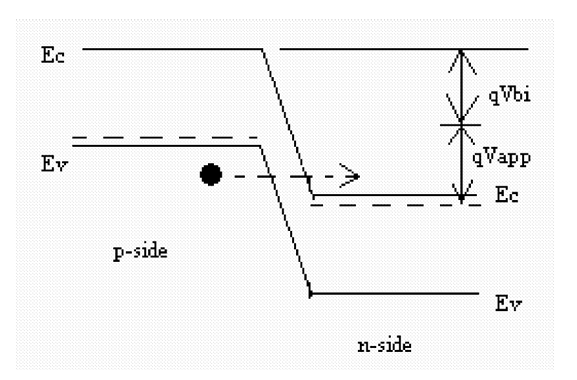 Ec
qVbi
Ev
qVapp
Ec
p-side
Ev
n-side